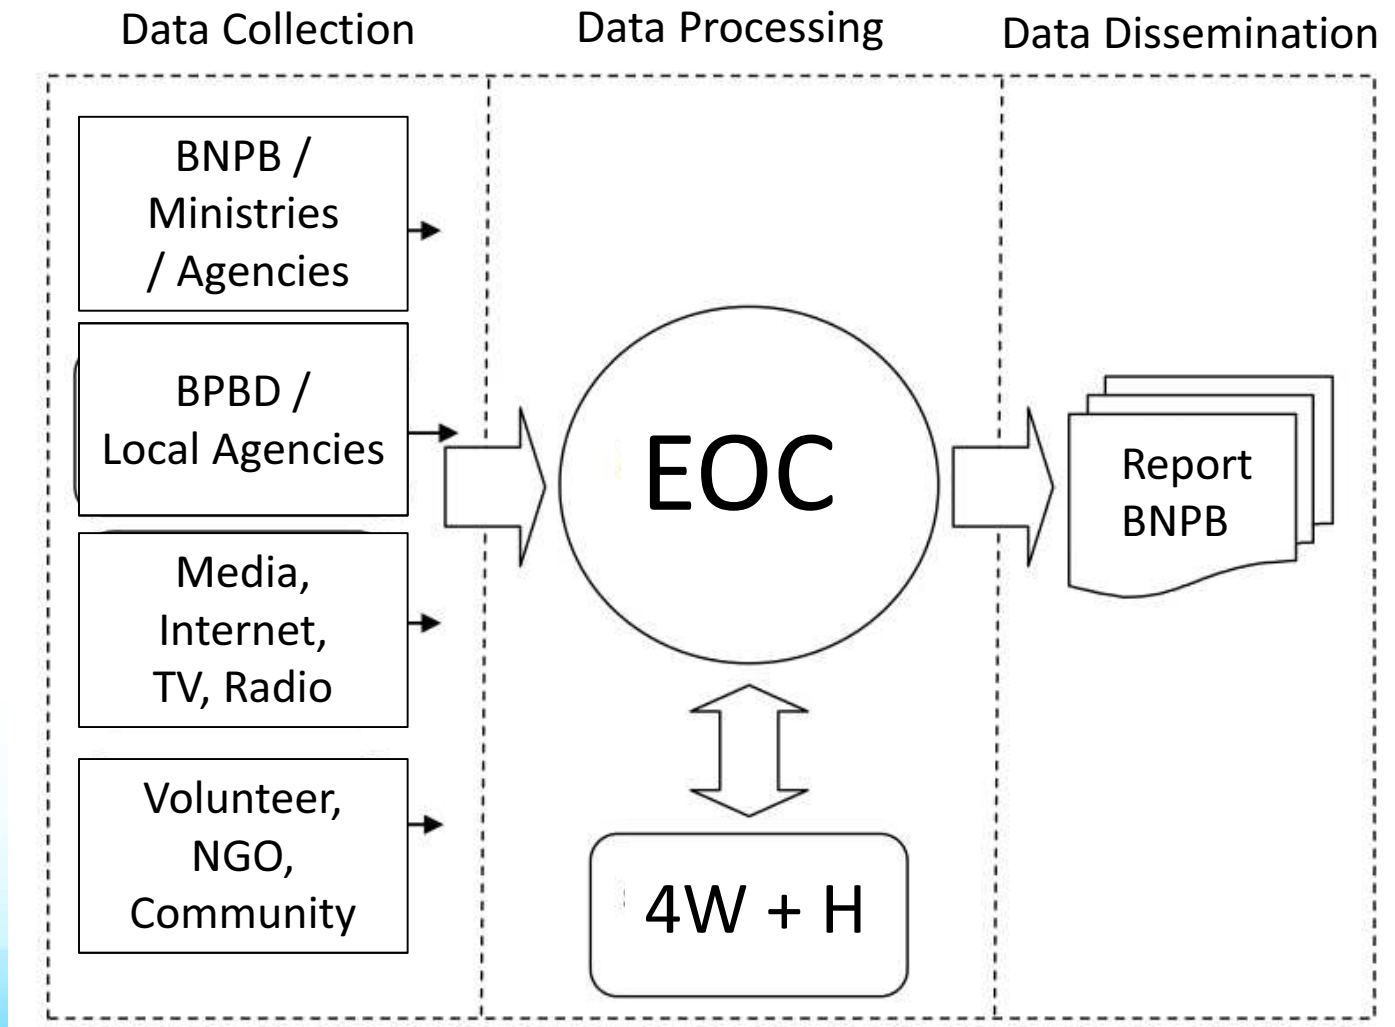 Data Collection
Data Processing
Data Dissemination
BNPB /
Ministries
/ Agencies
BPBD /
Local Agencies
Media,
Internet,
TV, Radio
Volunteer,
NGO,
Community
EOC
4W + H
Report
BNPB